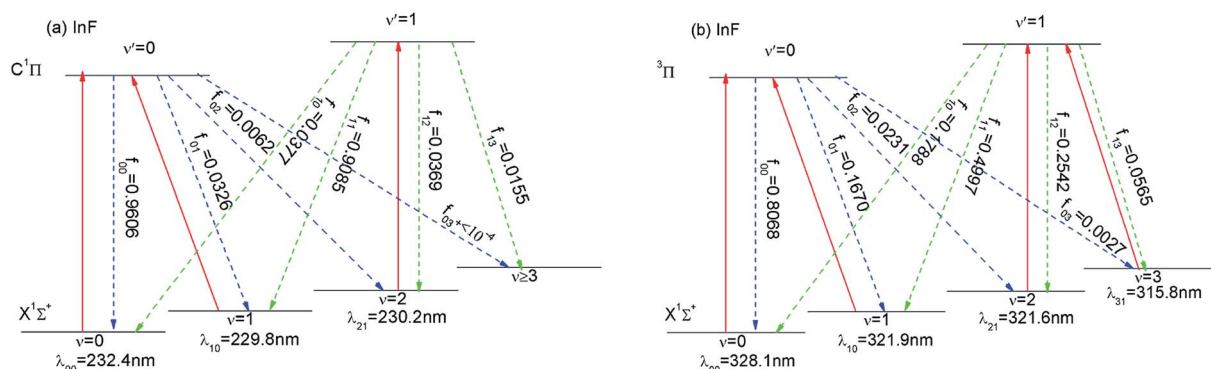 (a) InF
ν'=0
ν'=1
C¹Π
f₀₀=0.9606
f₀₁=0.0326
f₀₂=0.0062
f₁₀=0.0377
f₁₁=0.9085
f₁₂=0.0369
f₁₃=0.0155
f₀₃₊<10⁻⁴
X¹Σ⁺
ν=0
λ₀₀=232.4nm
ν=1
λ₁₀=229.8nm
ν=2
λ₂₁=230.2nm
ν≥3
(b) InF
ν'=0
ν'=1
³Π
f₀₀=0.8068
f₀₁=0.1670
f₀₂=0.0231
f₁₀=0.1788
f₁₁=0.4997
f₁₂=0.2542
f₁₃=0.0565
f₀₃=0.0027
X¹Σ⁺
ν=0
λ₀₀=328.1nm
ν=1
λ₁₀=321.9nm
ν=2
λ₂₁=321.6nm
ν=3
λ₃₁=315.8nm